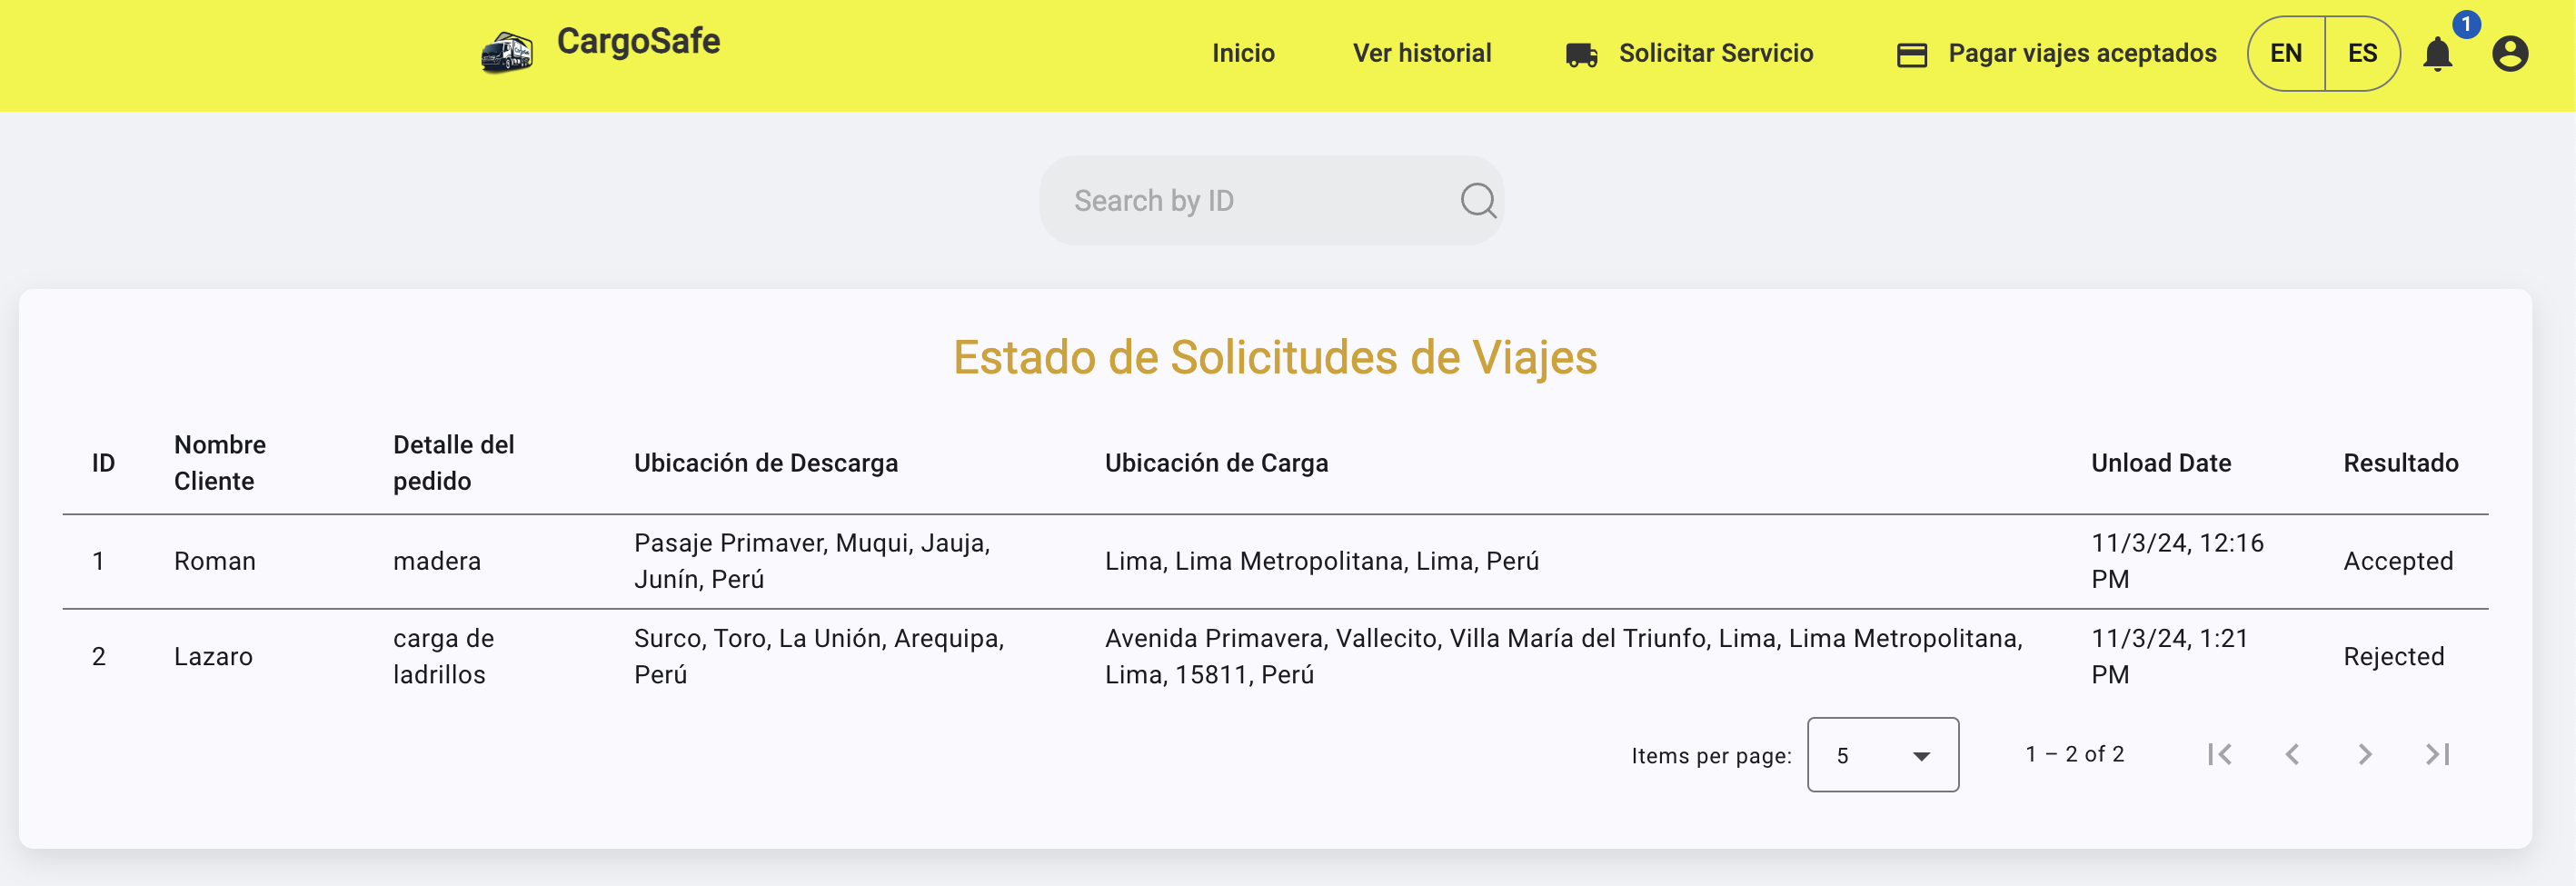 CargoSafe
Inicio
Ver historial
Solicitar Servicio
Pagar viajes aceptados
EN
ES
1
Search by ID
Estado de Solicitudes de Viajes
ID
Nombre
Cliente
Detalle del
pedido
Ubicación de Descarga
Ubicación de Carga
Unload Date
Resultado
1
Roman
madera
Pasaje Primaver, Muqui, Jauja,
Junín, Perú
Lima, Lima Metropolitana, Lima, Perú
11/3/24, 12:16
PM
Accepted
2
Lazaro
carga de
ladrillos
Surco, Toro, La Unión, Arequipa,
Perú
Avenida Primavera, Vallecito, Villa María del Triunfo, Lima, Lima Metropolitana,
Lima, 15811, Perú
11/3/24, 1:21
PM
Rejected
Items per page:
5
1 – 2 of 2